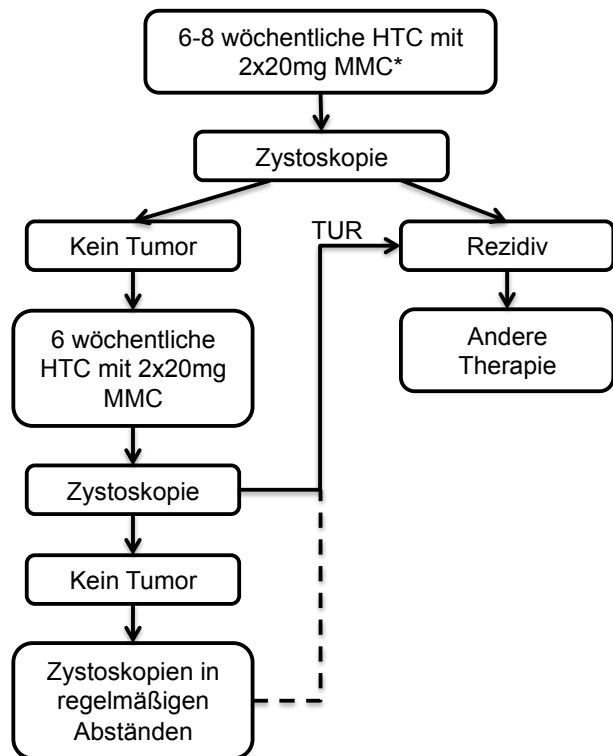 6-8 wöchentliche HTC mit
2x20mg MMC*
Zystoskopie
Kein Tumor
TUR
Rezidiv
6 wöchentliche
HTC mit 2x20mg
MMC
Andere
Therapie
Zystoskopie
Kein Tumor
Zystoskopien in
regelmäßigen
Abständen